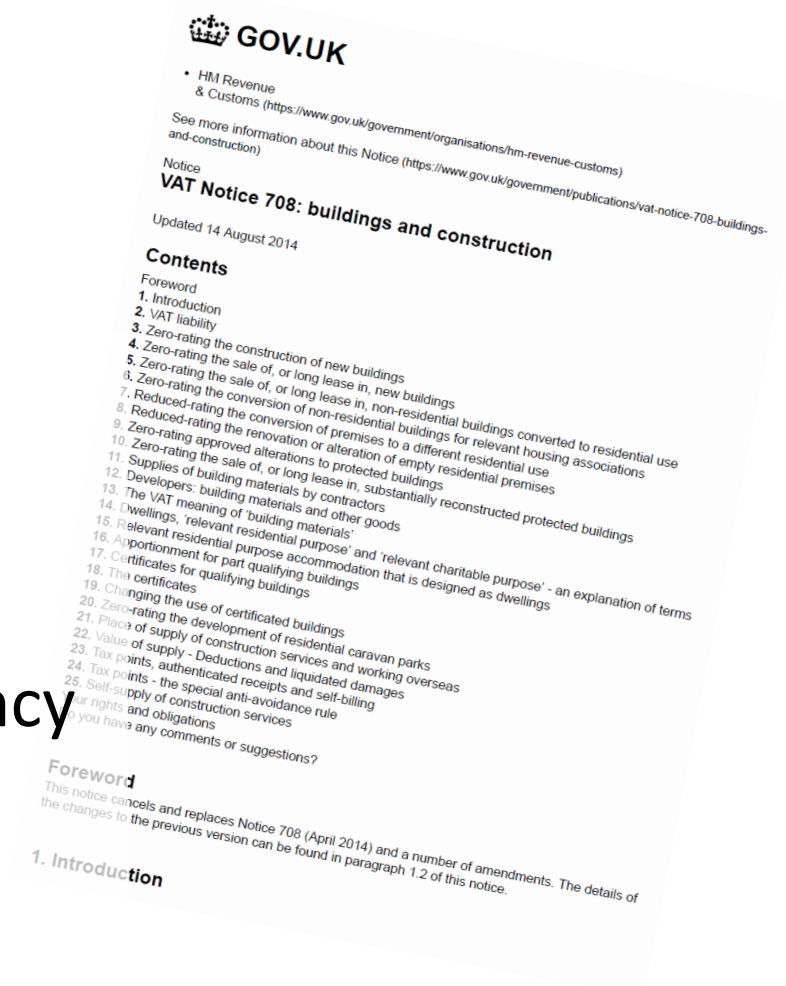 GOV.UK
• HM Revenue
& Customs (https://www.gov.uk/government/organisations/hm-revenue-customs)
See more information about this Notice (https://www.gov.uk/government/publications/vat-notice-708-buildings-
and-construction)
Notice
VAT Notice 708: buildings and construction
Updated 14 August 2014
Contents
Foreword
1. Introduction
2. VAT liability
3. Zero-rating the construction of new buildings
4. Zero-rating the sale of, or long lease in, new buildings
5. Zero-rating the sale of, or long lease in, non-residential buildings converted to residential use
6. Zero-rating the conversion of non-residential buildings for relevant housing associations
7. Reduced-rating the conversion of premises to a different residential use
8. Reduced-rating the renovation or alteration of empty residential premises
9. Zero-rating approved alterations to protected buildings
10. Zero-rating the sale of, or long lease in, substantially reconstructed protected buildings
11. Supplies of building materials by contractors
12. Developers: building materials and other goods
13. The VAT meaning of 'building materials'
14. Dwellings, 'relevant residential purpose' and 'relevant charitable purpose' - an explanation of terms
15. Relevant residential purpose accommodation that is designed as dwellings
16. Apportionment for part qualifying buildings
17. Certificates for qualifying buildings
18. The certificates
19. Changing the use of certificated buildings
20. Zero-rating the development of residential caravan parks
21. Place of supply of construction services and working overseas
22. Value of supply - Deductions and liquidated damages
23. Tax points, authenticated receipts and self-billing
24. Tax points - the special anti-avoidance rule
25. Self-supply of construction services
ncy
Your rights and obligations
Do you have any comments or suggestions?
Foreword
This notice cancels and replaces Notice 708 (April 2014) and a number of amendments. The details of
the changes to the previous version can be found in paragraph 1.2 of this notice.
1. Introduction